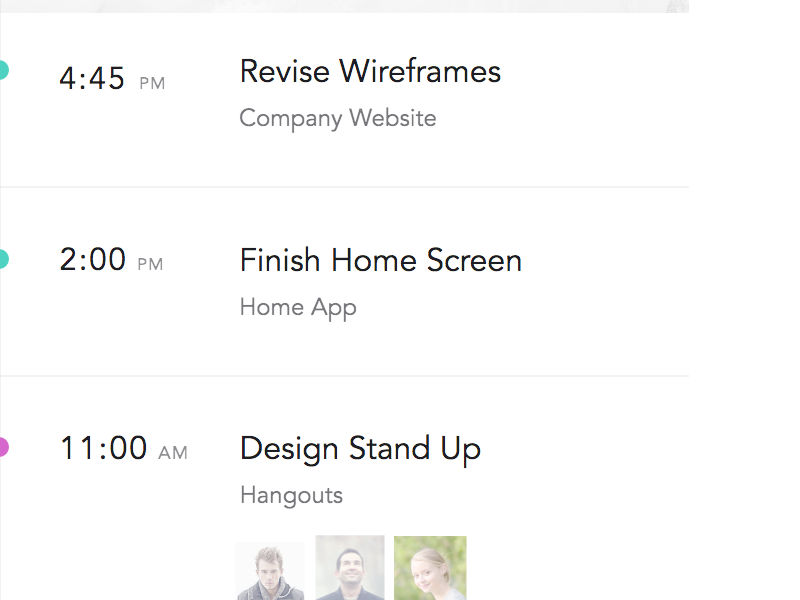 4:45 PM Revise Wireframes
Company Website
2:00 PM Finish Home Screen
Home App
11:00 AM Design Stand Up
Hangouts